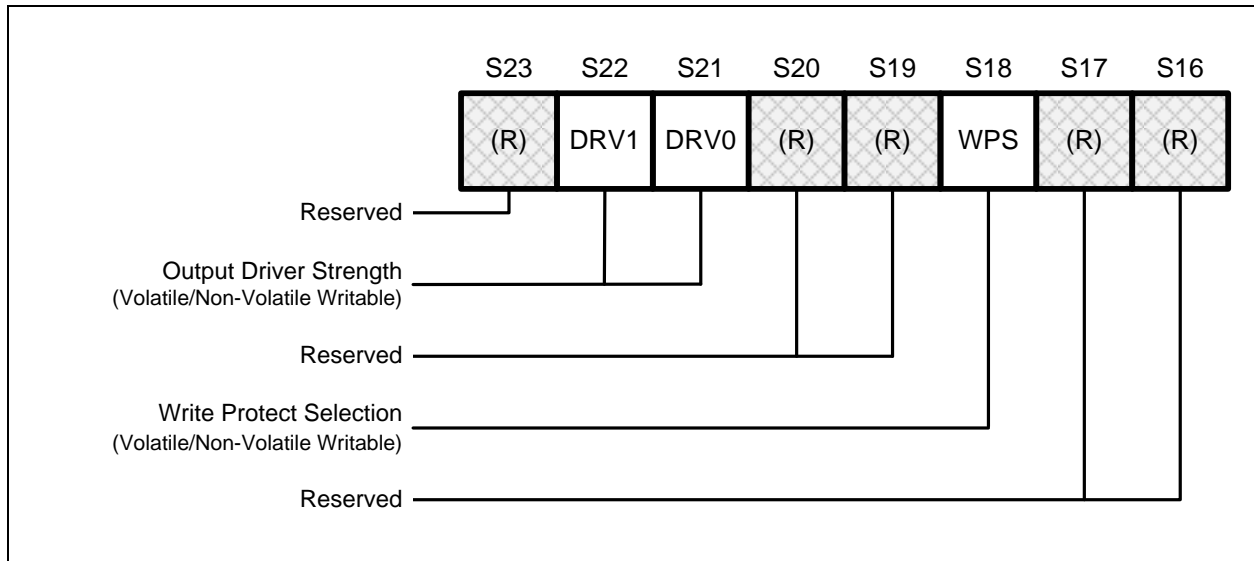 S23 S22 S21 S20 S19 S18 S17 S16
(R) DRV1 DRV0 (R) (R) WPS (R) (R)
Reserved
Output Driver Strength
(Volatile/Non-Volatile Writable)
Reserved
Write Protect Selection
(Volatile/Non-Volatile Writable)
Reserved